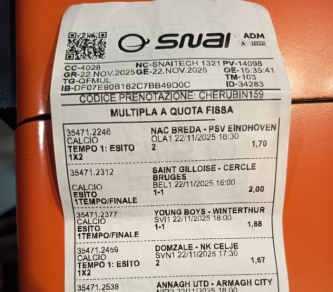 SNAI ADM
CC-4028 NC-SNAITECH 1321 PV-14098
GR-22.NOV.2025 GE-22.NOV.2025 OE-15:35:41
TG-QFMUL TM-103
IB-DF07E90B162C7BB49D0C ID-34283
CODICE PRENOTAZIONE: CHERUBIN159
MULTIPLA A QUOTA FISSA
35471.2246 NAC BREDA - PSV EINDHOVEN
CALCIO OLA1 22/11/2025 16:30
TEMPO 1: ESITO 2 1,70
1X2
35471.2312 SAINT GILLOISE - CERCLE
CALCIO BRUGES
BEL1 22/11/2025 16:00
ESITO 1-1 2,00
1TEMPO/FINALE
35471.2377 YOUNG BOYS - WINTERTHUR
CALCIO SVI1 22/11/2025 18:00
ESITO 1-1 1,88
1TEMPO/FINALE
35471.2459 DOMZALE - NK CELJE
CALCIO SVN1 22/11/2025 17:30
TEMPO 1: ESITO 2 1,67
1X2
35471.2538 ANNAGH UTD - ARMAGH CITY